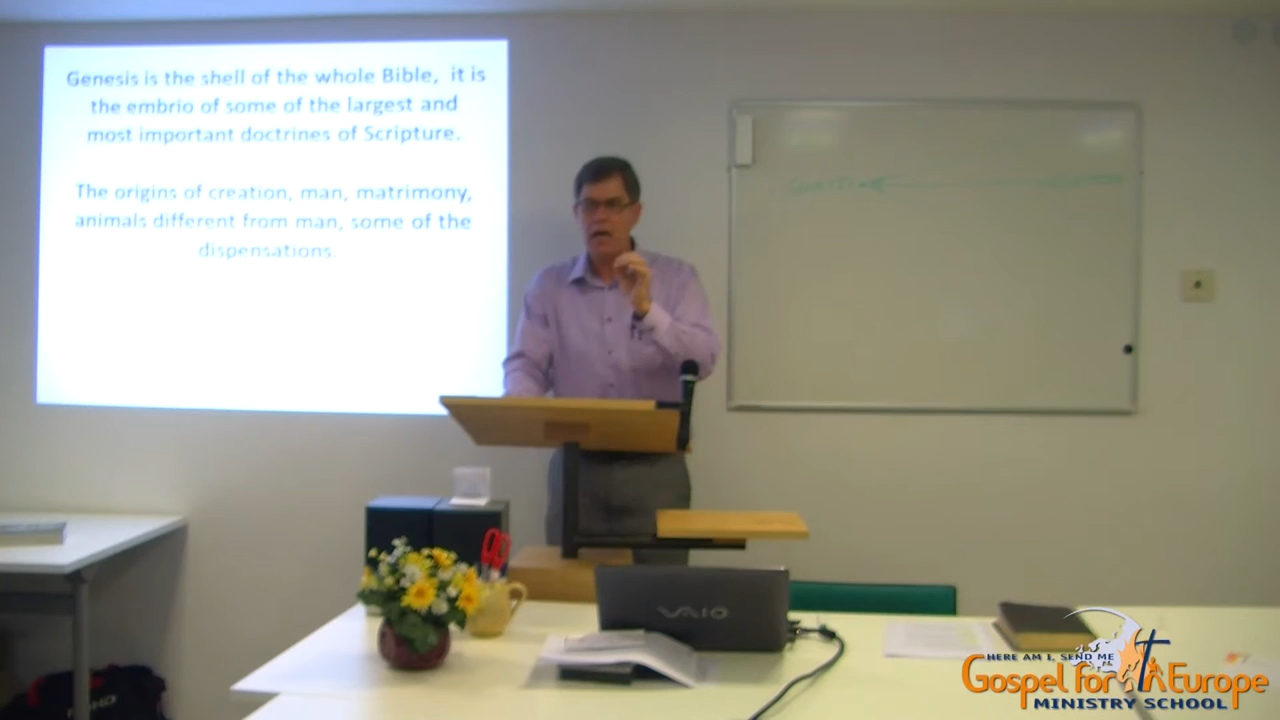 Genesis is the shell of the whole Bible, it is
the embrio of some of the largest and
most important doctrines of Scripture.
The origins of creation, man, matrimony,
animals different from man, some of the
dispensations.
VAIO
HERE AM I, SEND ME
GOSPEL FOR EUROPE
MINISTRY SCHOOL